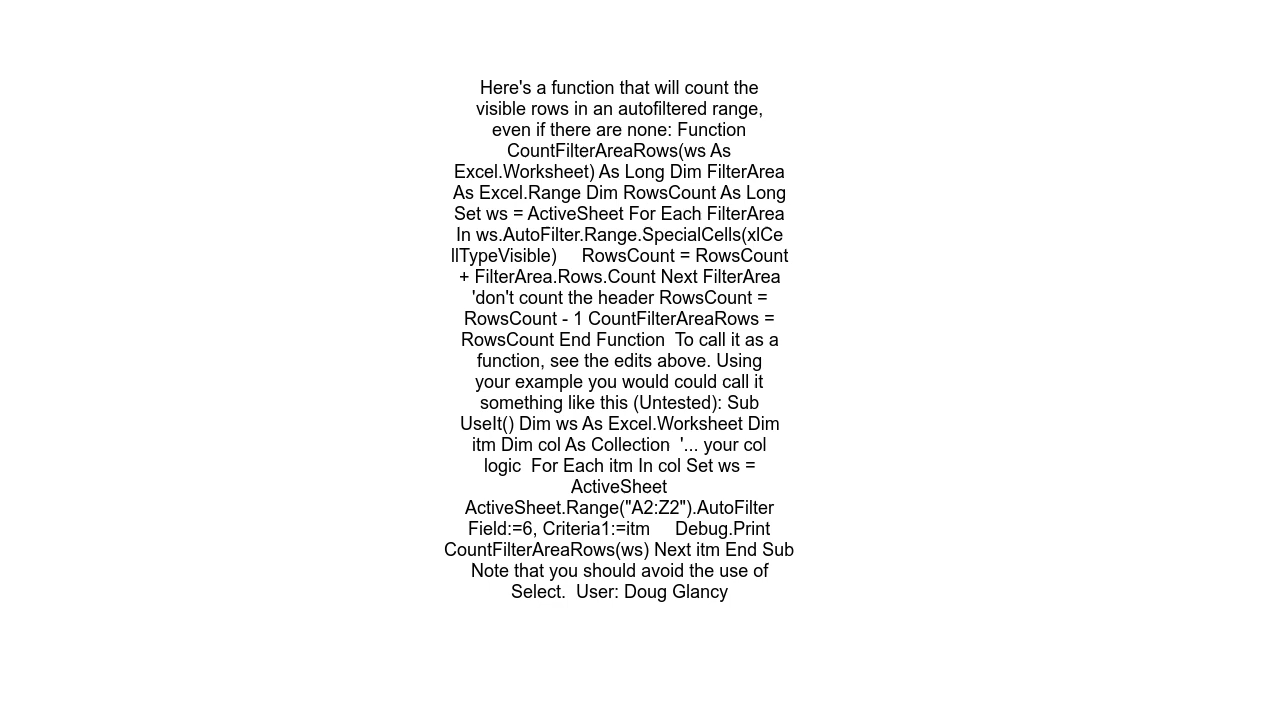 Here's a function that will count the
visible rows in an autofiltered range,
even if there are none: Function
CountFilterAreaRows(ws As
Excel.Worksheet) As Long Dim FilterArea
As Excel.Range Dim RowsCount As Long
Set ws = ActiveSheet For Each FilterArea
In ws.AutoFilter.Range.SpecialCells(xlCe
llTypeVisible)     RowsCount = RowsCount
+ FilterArea.Rows.Count Next FilterArea
'don't count the header RowsCount =
RowsCount - 1 CountFilterAreaRows =
RowsCount End Function  To call it as a
function, see the edits above. Using
your example you would could call it
something like this (Untested): Sub
UseIt() Dim ws As Excel.Worksheet Dim
itm Dim col As Collection  '... your col
logic  For Each itm In col Set ws =
ActiveSheet
ActiveSheet.Range("A2:Z2").AutoFilter
Field:=6, Criteria1:=itm     Debug.Print
CountFilterAreaRows(ws) Next itm End Sub
Note that you should avoid the use of
Select.  User: Doug Glancy